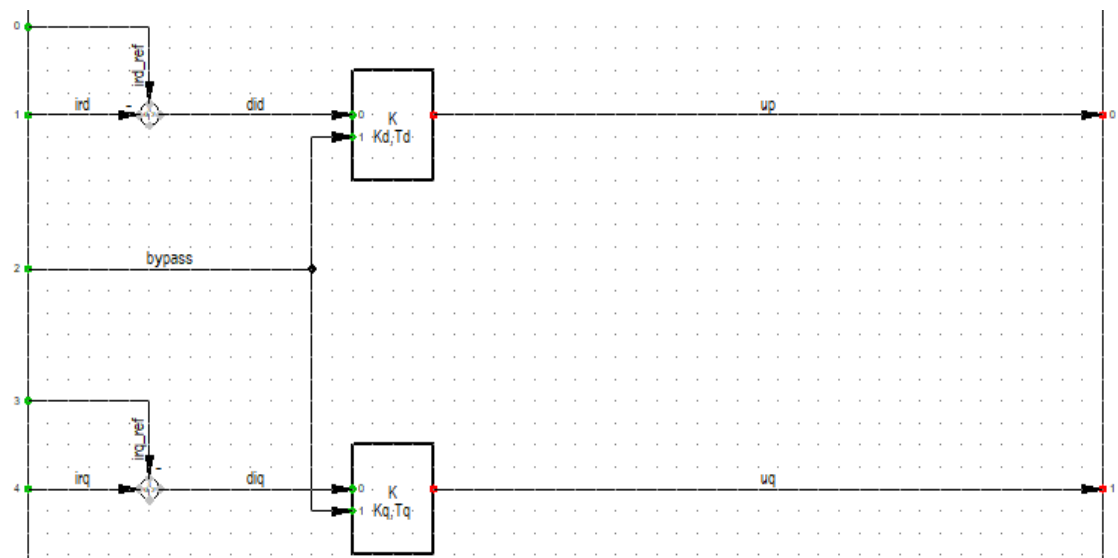 0
ird_ref
1
ird
-
did
0
1
K
Kd,Td
up
0
2
bypass
3
irq_ref
-
4
irq
diq
0
1
K
Kq,Tq
uq
1